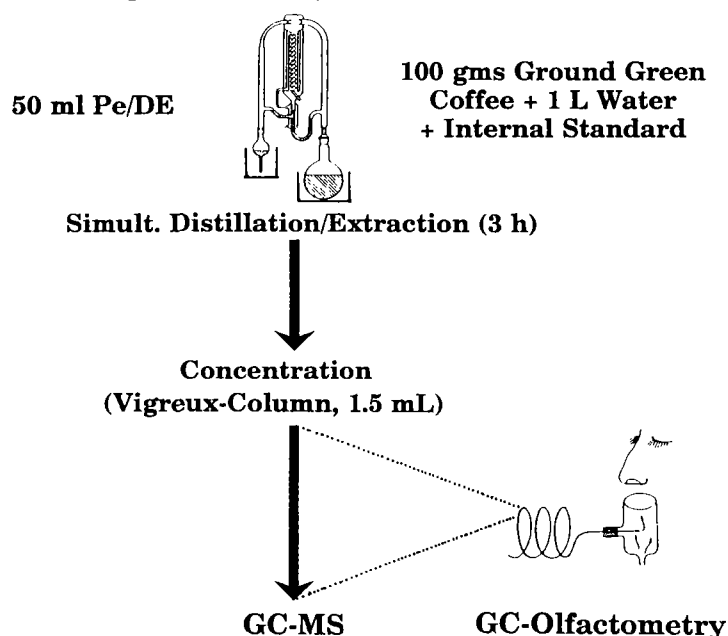 50 ml Pe/DE
100 gms Ground Green
Coffee + 1 L Water
+ Internal Standard
Simult. Distillation/Extraction (3 h)
Concentration
(Vigreux-Column, 1.5 mL)
GC-MS
GC-Olfactometry